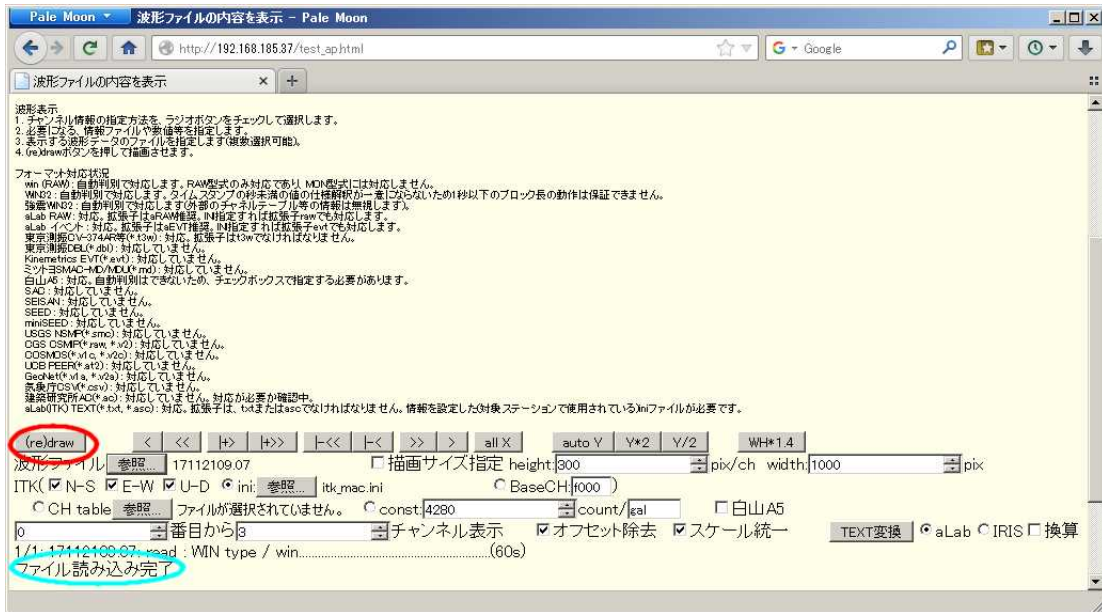 Pale Moon 波形ファイルの内容を表示 - Pale Moon
http://192.168.185.37/test_ap.html Google
波形ファイルの内容を表示
波形表示
1. チャンネル情報の指定方法を、ラジオボタンをチェックして選択します。
2. 必要になる、情報ファイルや数値等を指定します。
3. 表示する波形データのファイルを指定します(複数選択可能)。
4. (re)drawボタンを押して描画させます。
フォーマット対応状況
win (RAW) : 自動判別で対応します。RAW型式のみ対応であり、MON型式には対応しません。
WIN32 : 自動判別で対応します。タイムスタンプの秒未満の値の仕様解釈が一意にならないため1秒以下のブロック長の動作は保証できません。
強震WIN32 : 自動判別で対応します(外部のチャネルテーブル等の情報は無視します)。
aLab RAW : 対応。拡張子はaRAW推奨。IN指定すれば拡張子rawでも対応します。
aLab イベント : 対応。拡張子はaEVT推奨。IN指定すれば拡張子evtでも対応します。
東京測振CV-374AR等(*.t3w) : 対応。拡張子はt3wでなければなりません。
東京測振DBL(*.dbl) : 対応していません。
Kinemetrics EVT(*.evt) : 対応していません。
ミツトヨSMAC-MD/MDU(*.md) : 対応していません。
白山A5 : 対応。自動判別はできないため、チェックボックスで指定する必要があります。
SAC : 対応していません。
SEISAN : 対応していません。
SEED : 対応していません。
miniSEED : 対応していません。
USGS NSMP(*.smc) : 対応していません。
CGS CSMIP(*.raw, *.v2) : 対応していません。
COSMOS(*.v1c, *.v2c) : 対応していません。
UCB PEER(*.at2) : 対応していません。
GeoNet(*.v1a, *.v2a) : 対応していません。
気象庁CSV(*.csv) : 対応していません。
建築研究所AC(*.ac) : 対応していません。対応が必要か確認中。
aLab(ITK) TEXT(*.txt, *.asc) : 対応。拡張子は、txtまたはascでなければなりません。情報を設定した(対象ステーションで使用されている)iniファイルが必要です。
(re)draw < << |+> |+>> |-<< |-< >> > all X auto Y Y*2 Y/2 WH*1.4
波形ファイル 参照... 17112109.07 描画サイズ指定 height:300 pix/ch width:1000 pix
ITK( N-S E-W U-D ini: 参照... itk_mac.ini BaseCH:f000 )
CH table 参照... ファイルが選択されていません。 const:4280 count/gal 白山A5
0 番目から3 チャンネル表示 オフセット除去 スケール統一 TEXT変換 aLab IRIS 換算
1/1: 17112109.07: read : WIN type / win..................................................(60s)
ファイル読み込み完了